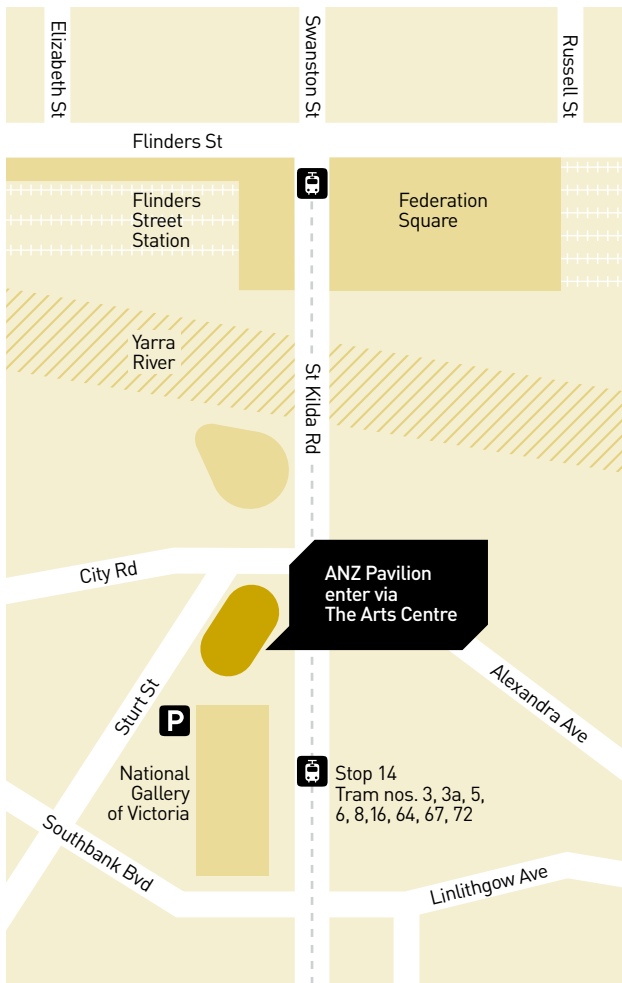 Elizabeth St
Swanston St
Russell St
Flinders St
Flinders
Street
Station
Federation
Square
Yarra
River
St Kilda Rd
City Rd
ANZ Pavilion
enter via
The Arts Centre
Alexandra Ave
Sturt St
P
National
Gallery
of Victoria
Stop 14
Tram nos. 3, 3a, 5,
6, 8,16, 64, 67, 72
Southbank Bvd
Linlithgow Ave